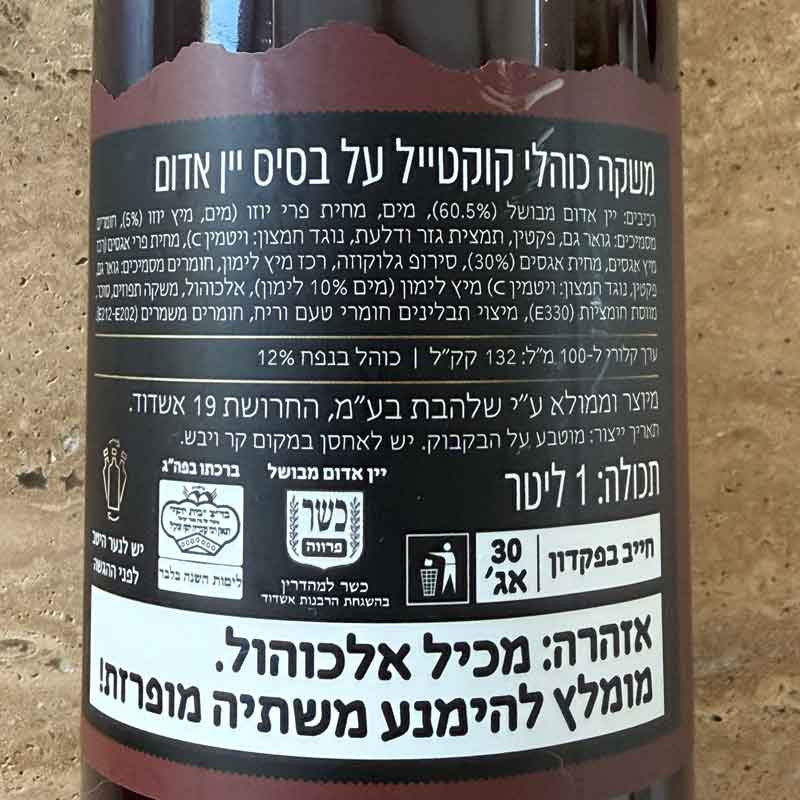 משקה כוהלי קוקטייל על בסיס יין אדום
רכיבים: יין אדום מבושל (60.5%), מים, מחית פרי יוזו (מים, מיץ יוזו (5%), חומרים
מסמיכים: גואר גם, פקטין, תמצית גזר ודלעת, נוגד חמצון: ויטמין C), מחית פרי אגסים (רכז
מיץ אגסים, מחית אגסים (30%), סירופ גלוקוזה, רכז מיץ לימון, חומרים מסמיכים: גואר גם,
פקטין, נוגד חמצון: ויטמין C) מיץ לימון (מים 10% לימון), אלכוהול, משקה תפוזים, סוכר,
מווסת חומציות (E330), מיצוי תבלינים חומרי טעם וריח, חומרים משמרים (E212-E202).
ערך קלורי ל-100 מ"ל: 132 קק"ל | כוהל בנפח 12%
מיוצר וממולא ע"י שלהבת בע"מ, החרושת 19 אשדוד.
תאריך ייצור: מוטבע על הבקבוק. יש לאחסן במקום קר ויבש.
תכולה: 1 ליטר
יין אדום מבושל
כשר
פרווה
כשר למהדרין
בהשגחת הרבנות אשדוד
ברכתו בפה"ג
לימות השנה בלבד
יש לנער היטב
לפני ההגשה
חייב בפקדון
30
אג'
אזהרה: מכיל אלכוהול.
מומלץ להימנע משתיה מופרזת!